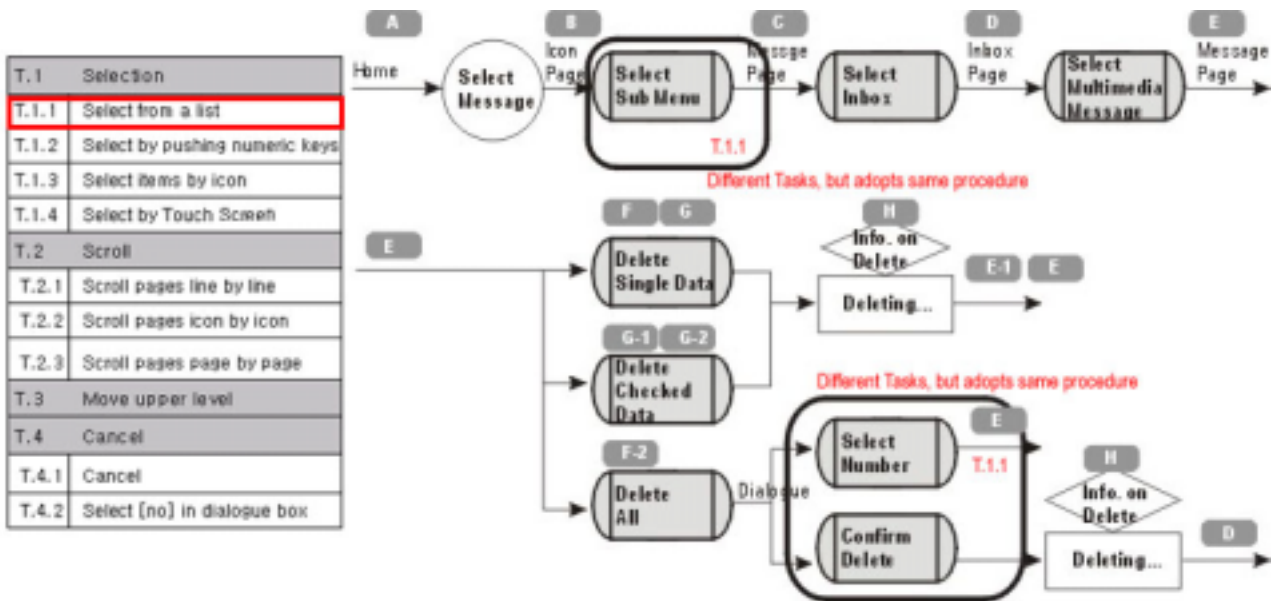 T.1 Selection
T.1.1 Select from a list
T.1.2 Select by pushing numeric keys
T.1.3 Select items by icon
T.1.4 Select by Touch Screen
T.2 Scroll
T.2.1 Scroll pages line by line
T.2.2 Scroll pages icon by icon
T.2.3 Scroll pages page by page
T.3 Move upper level
T.4 Cancel
T.4.1 Cancel
T.4.2 Select [no] in dialogue box
A
Home
Select
Message
B
Icon
Page
Select
Sub Menu
T.1.1
C
Messge
Page
Select
Inbox
D
Inbox
Page
Select
Multimedia
Message
E
Message
Page
Different Tasks, but adopts same procedure
E
F G
Delete
Single Data
G-1 G-2
Delete
Checked
Data
F-2
Delete
All
H
Info. on
Delete
Deleting...
E-1 E
Different Tasks, but adopts same procedure
Dialogue
Select
Number
E
T.1.1
Confirm
Delete
H
Info. on
Delete
Deleting...
D